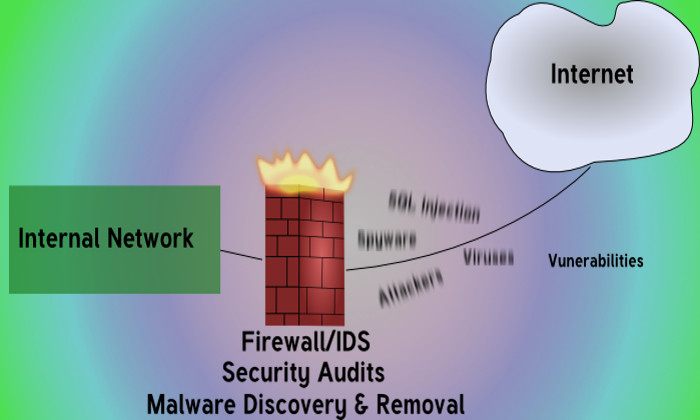 Internet
SQL Injection
Internal Network
Spyware
Viruses
Vunerabilities
Attackers
Firewall/IDS
Security Audits
Malware Discovery & Removal